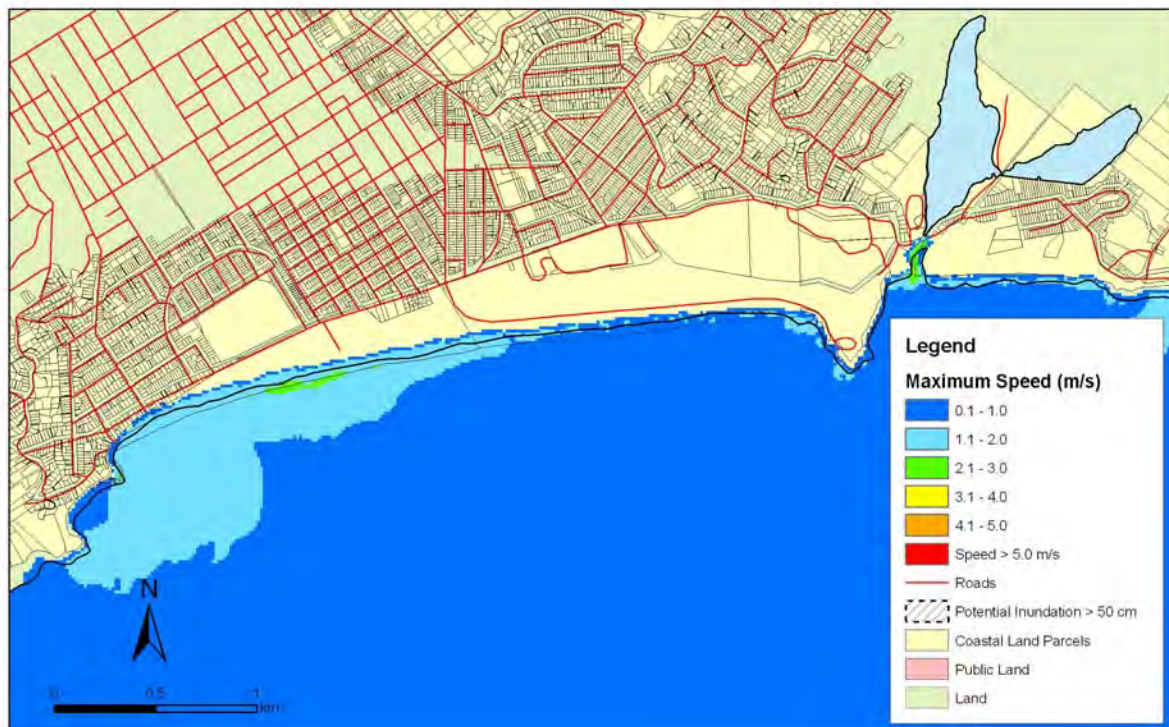 Legend
Maximum Speed (m/s)
0.1 - 1.0
1.1 - 2.0
2.1 - 3.0
3.1 - 4.0
4.1 - 5.0
Speed > 5.0 m/s
Roads
Potential Inundation > 50 cm
Coastal Land Parcels
Public Land
Land
N
0 0.5 1
km